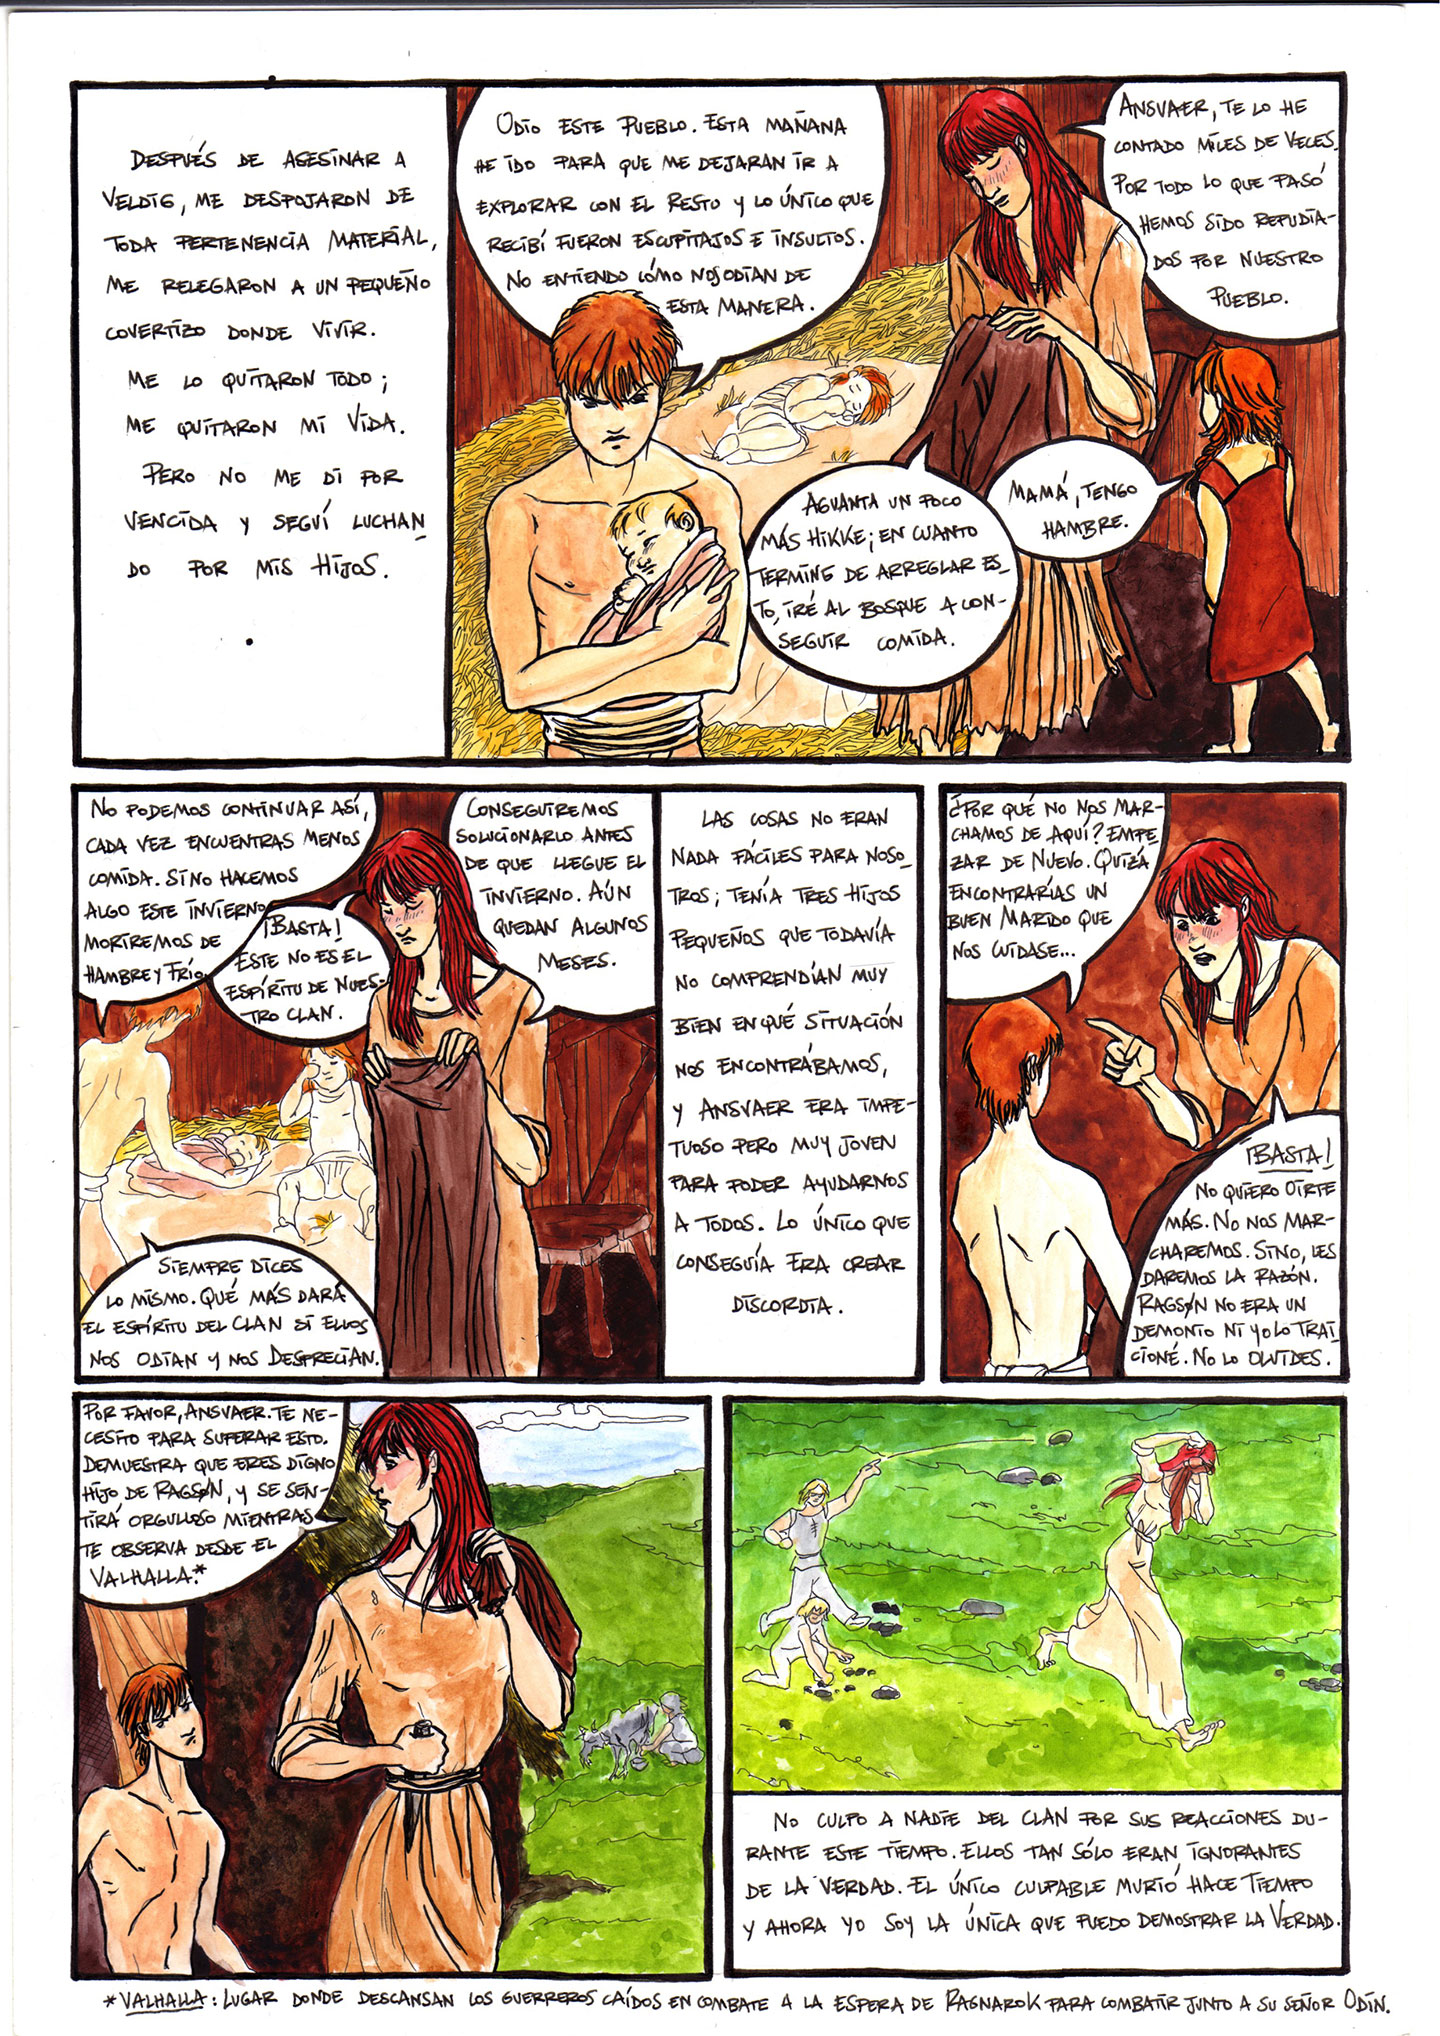 DESPUÉS DE ASESINAR A
VELDIG, ME DESPOJARON DE
TODA PERTENENCIA MATERIAL,
ME RELEGARON A UN PEQUEÑO
COVERTIZO DONDE VIVIR.
ME LO QUITARON TODO;
ME QUITARON MI VIDA.
PERO NO ME DI POR
VENCIDA Y SEGUÍ LUCHAN
DO POR MIS HIJOS.
ODIO ESTE PUEBLO. ESTA MAÑANA
HE IDO PARA QUE ME DEJARAN IR A
EXPLORAR CON EL RESTO Y LO ÚNICO QUE
RECIBÍ FUERON ESCUPITAJOS E INSULTOS.
NO ENTIENDO CÓMO NOS ODIAN DE
ESTA MANERA.
ANSVAER, TE LO HE
CONTADO MILES DE VECES.
POR TODO LO QUE PASÓ
HEMOS SIDO REPUDIA-
DOS POR NUESTRO
PUEBLO.
MAMÁ, TENGO
HAMBRE.
AGUANTA UN POCO
MÁS HIKKE; EN CUANTO
TERMINE DE ARREGLAR ES-
TO, IRÉ AL BOSQUE A CON-
SEGUIR COMIDA.
NO PODEMOS CONTINUAR ASÍ,
CADA VEZ ENCUENTRAS MENOS
COMIDA. SI NO HACEMOS
ALGO ESTE INVIERNO
MORIREMOS DE
HAMBRE Y FRÍO.
¡BASTA!
ESTE NO ES EL
ESPÍRITU DE NUES-
TRO CLAN.
CONSEGUIREMOS
SOLUCIONARLO ANTES
DE QUE LLEGUE EL
INVIERNO. AÚN
QUEDAN ALGUNOS
MESES.
SIEMPRE DICES
LO MISMO. QUÉ MÁS DARÁ
EL ESPÍRITU DEL CLAN SI ELLOS
NOS ODIAN Y NOS DESPRECIAN.
LAS COSAS NO ERAN
NADA FÁCILES PARA NOSO-
TROS; TENÍA TRES HIJOS
PEQUEÑOS QUE TODAVÍA
NO COMPRENDÍAN MUY
BIEN EN QUÉ SITUACIÓN
NOS ENCONTRÁBAMOS,
Y ANSVAER ERA IMPE-
TUOSO PERO MUY JOVEN
PARA PODER AYUDARNOS
A TODOS. LO ÚNICO QUE
CONSEGUÍA ERA CREAR
DISCORDIA.
¿POR QUÉ NO NOS MAR-
CHAMOS DE AQUÍ? EMPE-
ZAR DE NUEVO. QUIZÁ
ENCONTRARÍAS UN
BUEN MARIDO QUE
NOS CUIDASE...
¡BASTA!
NO QUIERO OIRTE
MÁS. NO NOS MAR-
CHAREMOS. SINO, LES
DAREMOS LA RAZÓN.
RAGSØN NO ERA UN
DEMONIO NI YO LO TRAI-
CIONÉ. NO LO OLVIDES.
POR FAVOR, ANSVAER. TE NE-
CESITO PARA SUPERAR ESTO.
DEMUESTRA QUE ERES DIGNO
HIJO DE RAGSØN, Y SE SEN-
TIRÁ ORGULLOSO MIENTRAS
TE OBSERVA DESDE EL
VALHALLA.*
NO CULPO A NADIE DEL CLAN POR SUS REACCIONES DU-
RANTE ESTE TIEMPO. ELLOS TAN SÓLO ERAN IGNORANTES
DE LA VERDAD. EL ÚNICO CULPABLE MURIÓ HACE TIEMPO
Y AHORA YO SOY LA ÚNICA QUE PUEDO DEMOSTRAR LA VERDAD.
*VALHALLA: LUGAR DONDE DESCANSAN LOS GUERREROS CAÍDOS EN COMBATE A LA ESPERA DE RAGNAROK PARA COMBATIR JUNTO A SU SEÑOR ODÍN.